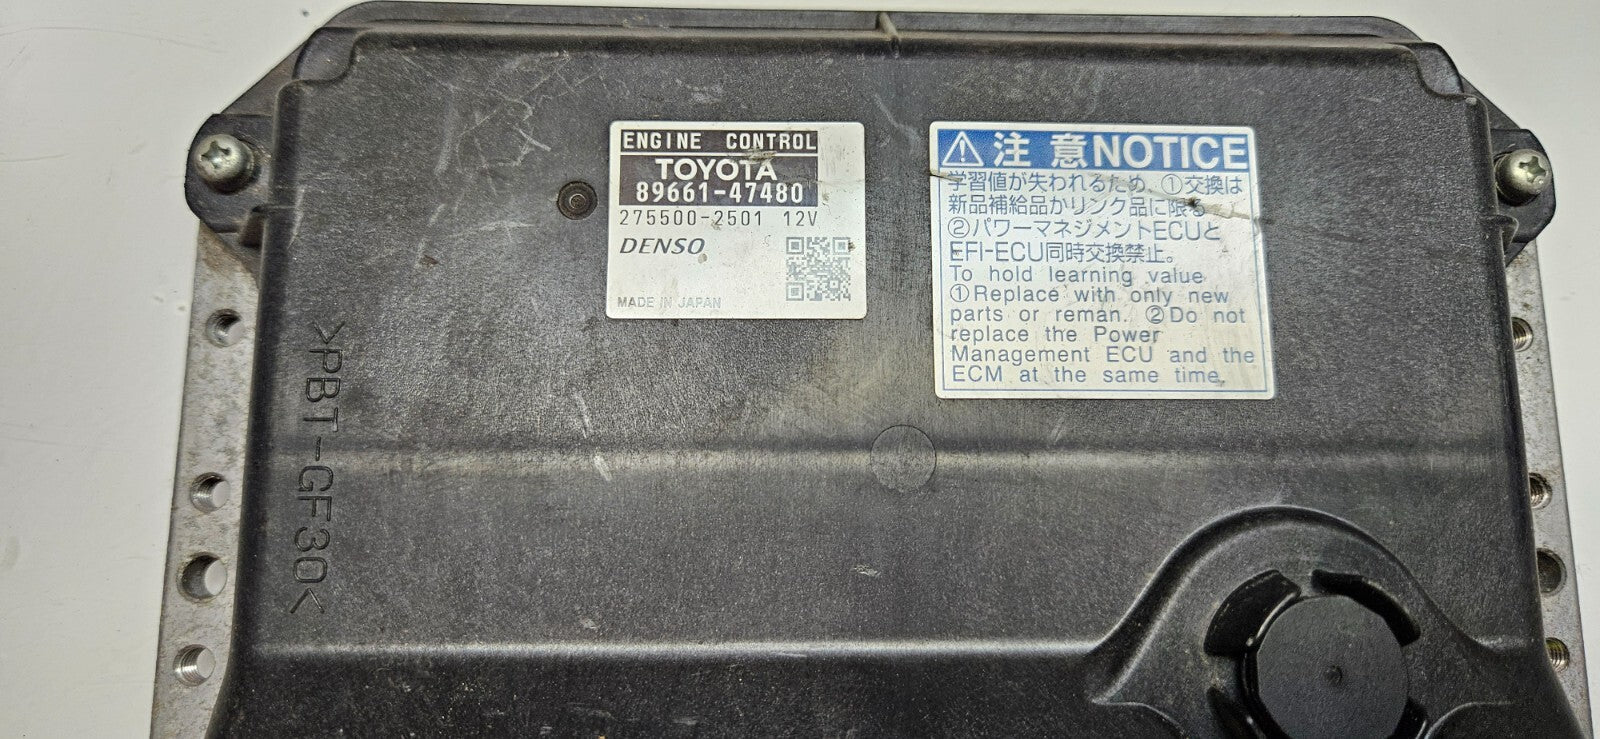 ENGINE CONTROL
TOYOTA
89661-47480
275500-2501 12V
DENSO
MADE IN JAPAN
⚠注意NOTICE
学習値が失われるため、①交換は
新品補給品かリンク品に限る
②パワーマネジメントECUと
EFI-ECU同時交換禁止。
To hold learning value
①Replace with only new
parts or reman. ②Do not
replace the Power
Management ECU and the
ECM at the same time.
>PBT-GF30<